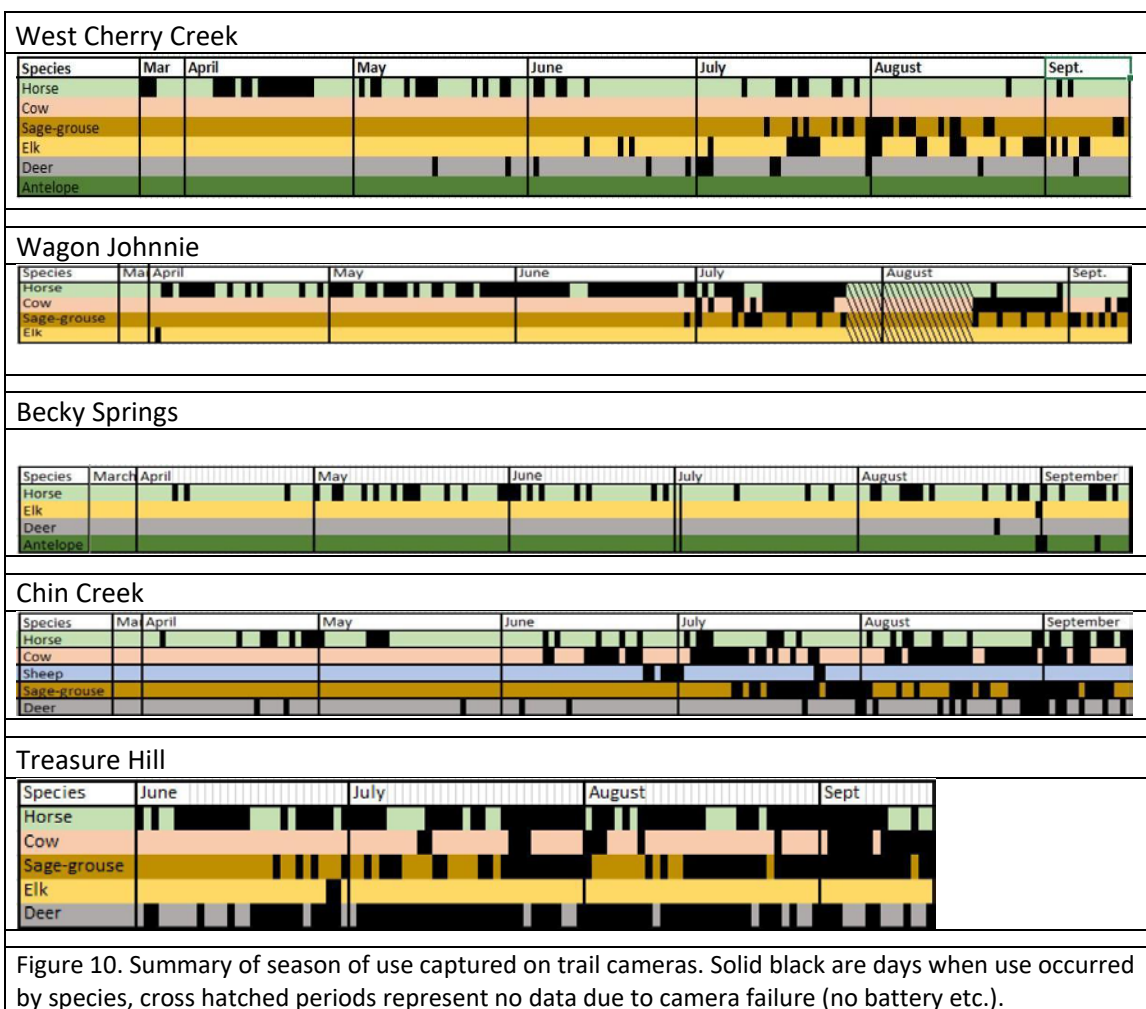 West Cherry Creek
Species Mar April May June July August Sept.
Horse
Cow
Sage-grouse
Elk
Deer
Antelope
Wagon Johnnie
Species Mar April May June July August Sept.
Horse
Cow
Sage-grouse
Elk
Becky Springs
Species March April May June July August September
Horse
Elk
Deer
Antelope
Chin Creek
Species Mar April May June July August September
Horse
Cow
Sheep
Sage-grouse
Deer
Treasure Hill
Species June July August Sept
Horse
Cow
Sage-grouse
Elk
Deer
Figure 10. Summary of season of use captured on trail cameras. Solid black are days when use occurred
by species, cross hatched periods represent no data due to camera failure (no battery etc.).